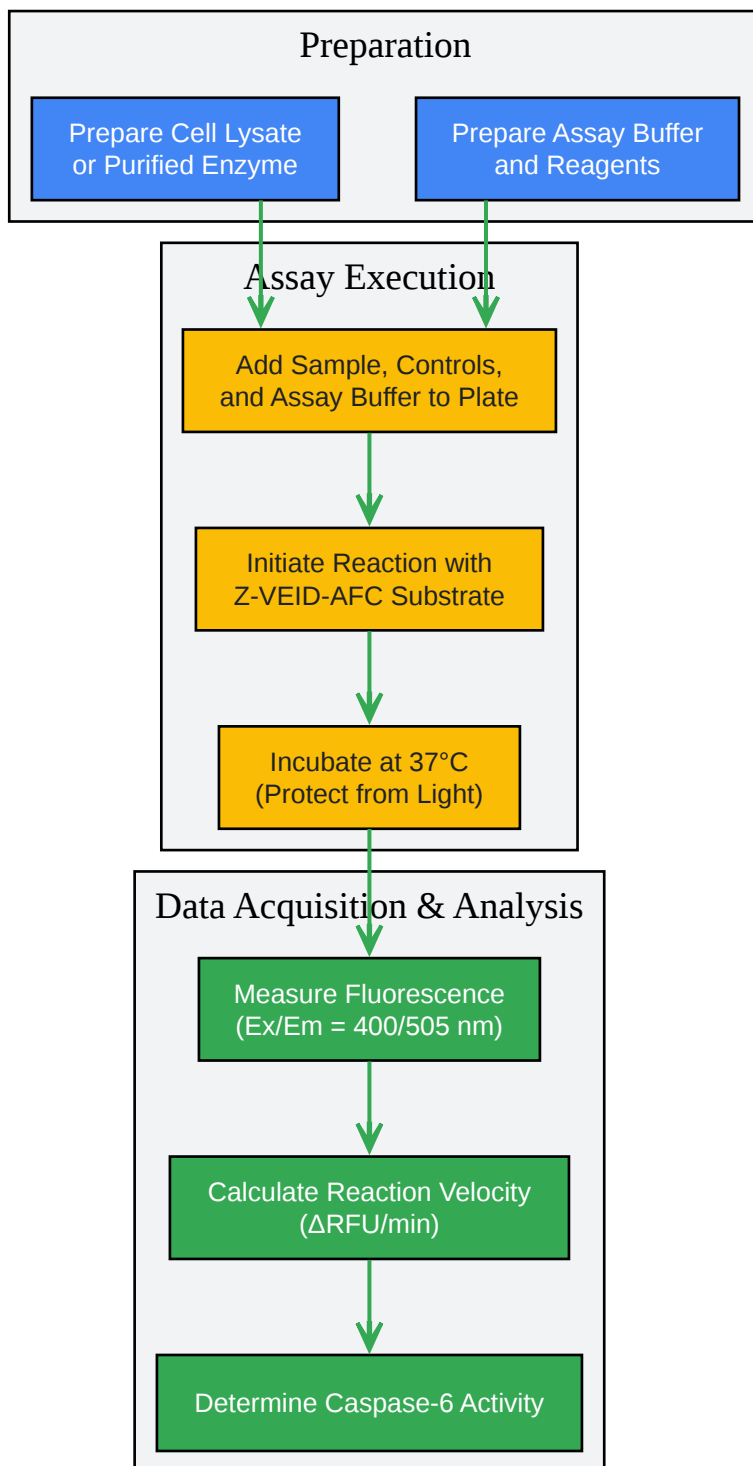 Preparation
Prepare Cell Lysate
or Purified Enzyme
Prepare Assay Buffer
and Reagents
Assay Execution
Add Sample, Controls,
and Assay Buffer to Plate
Initiate Reaction with
Z-VEID-AFC Substrate
Incubate at 37°C
(Protect from Light)
Data Acquisition & Analysis
Measure Fluorescence
(Ex/Em = 400/505 nm)
Calculate Reaction Velocity
(ΔRFU/min)
Determine Caspase-6 Activity